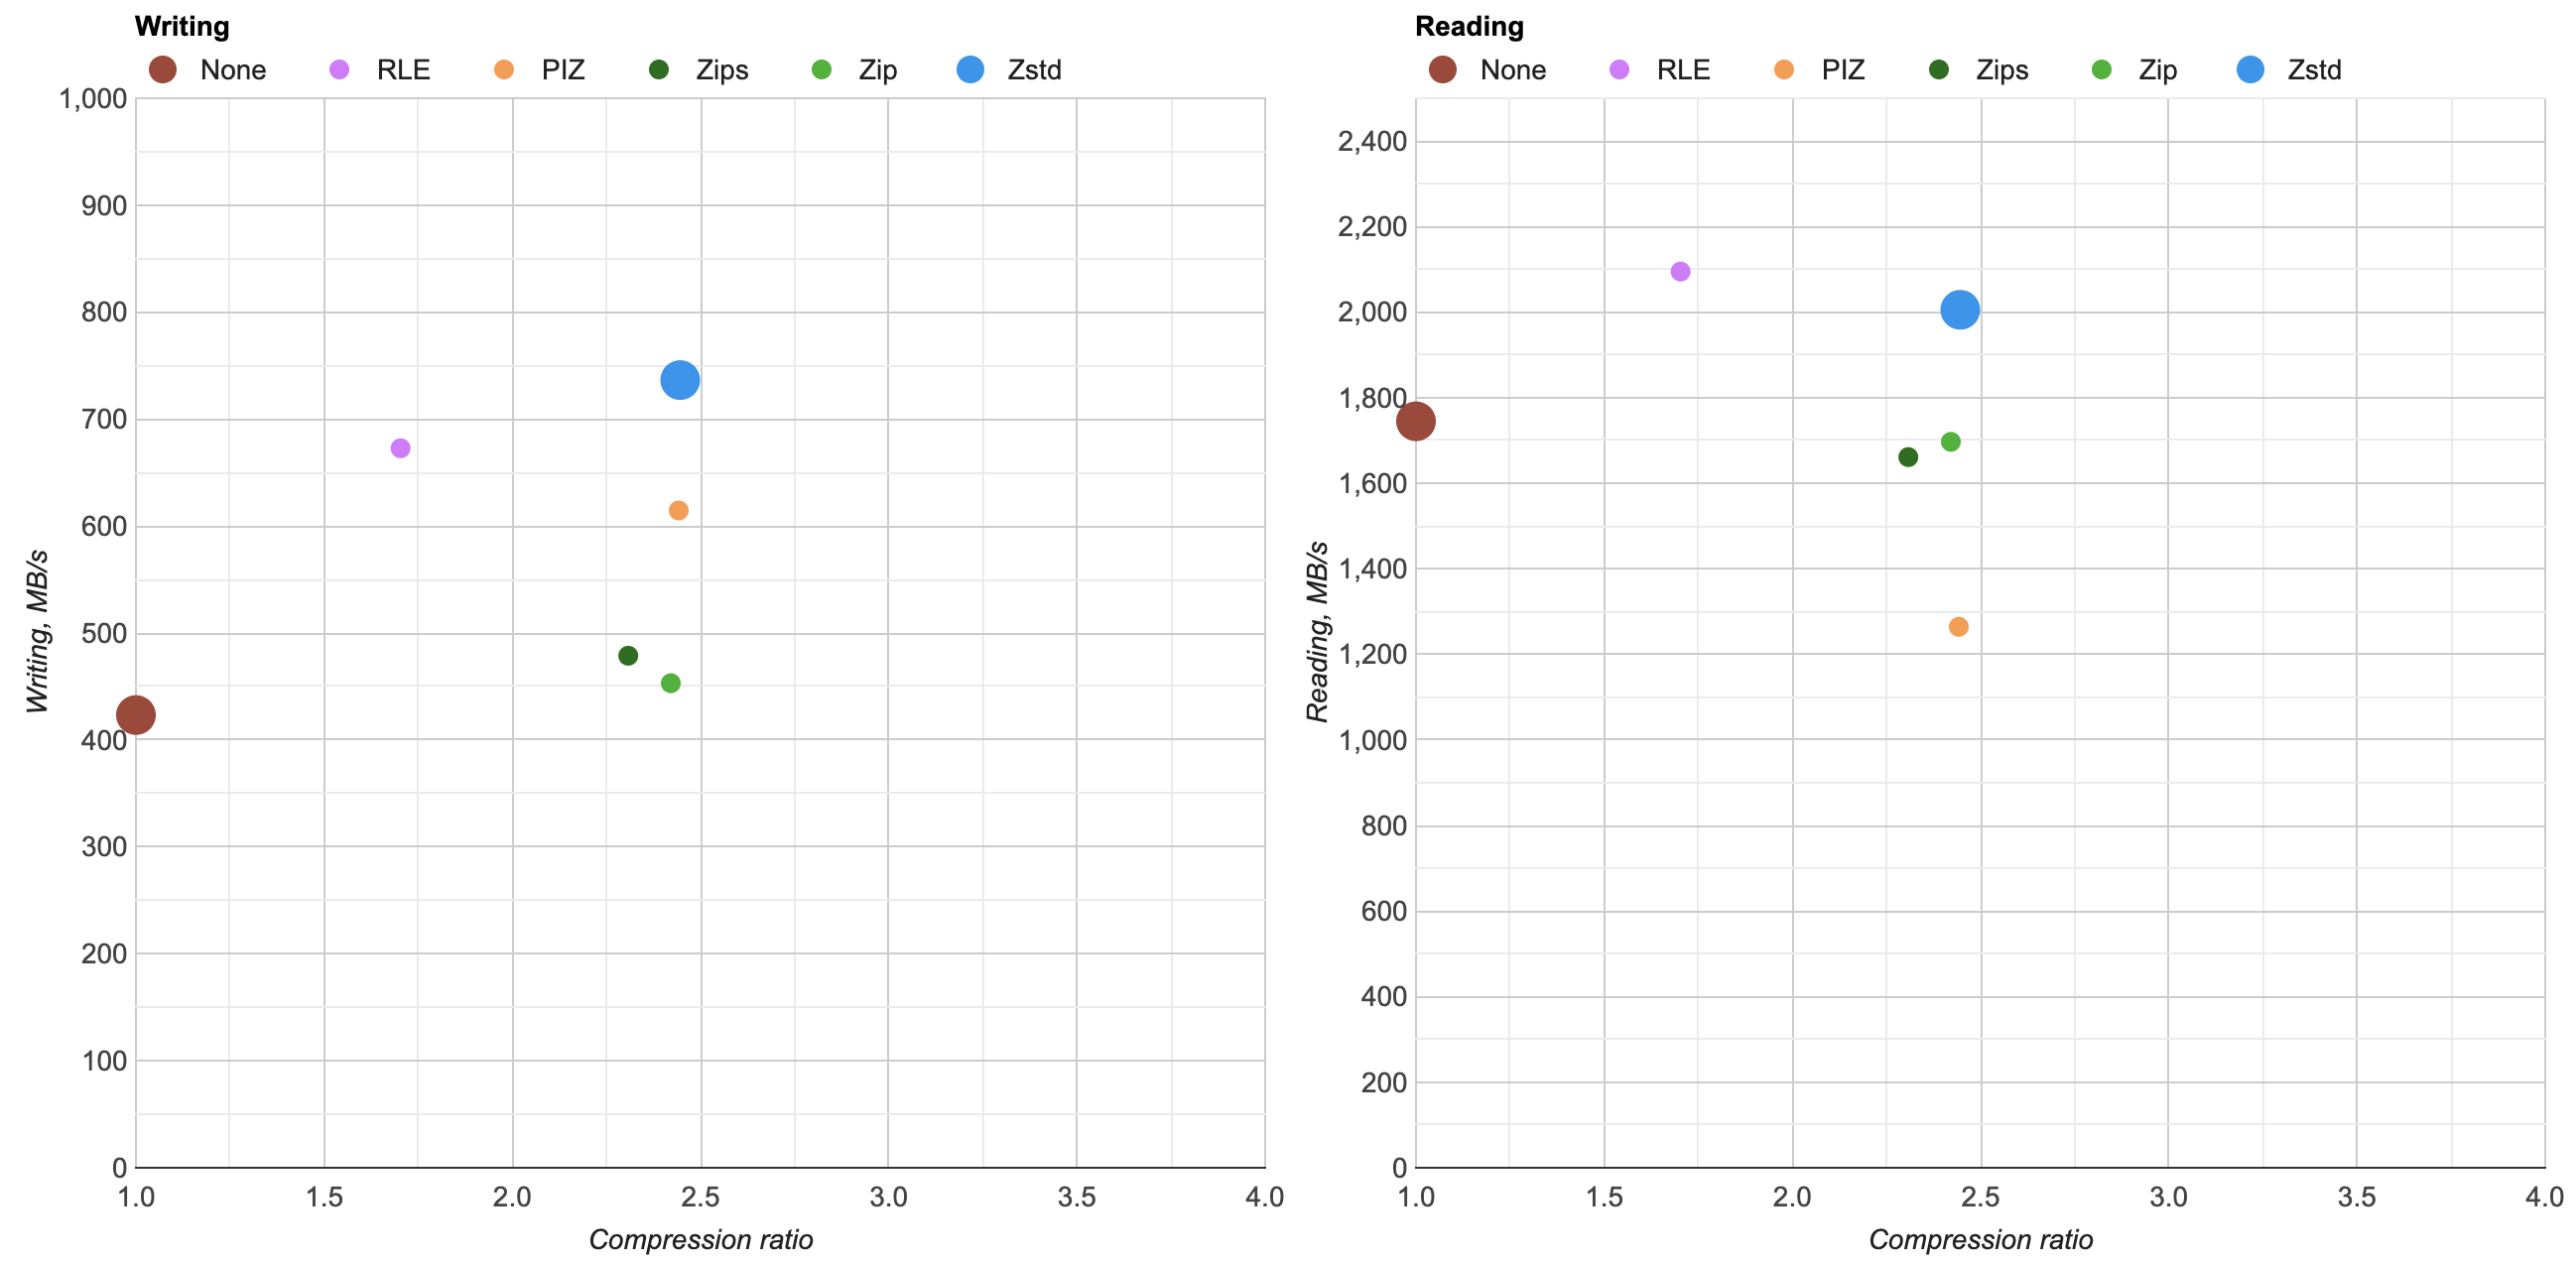 Writing
None RLE PIZ Zips Zip Zstd
1,000
900
800
700
600
500
400
300
200
100
0
Writing, MB/s
1.0 1.5 2.0 2.5 3.0 3.5 4.0
Compression ratio
Reading
None RLE PIZ Zips Zip Zstd
2,400
2,200
2,000
1,800
1,600
1,400
1,200
1,000
800
600
400
200
0
Reading, MB/s
1.0 1.5 2.0 2.5 3.0 3.5 4.0
Compression ratio